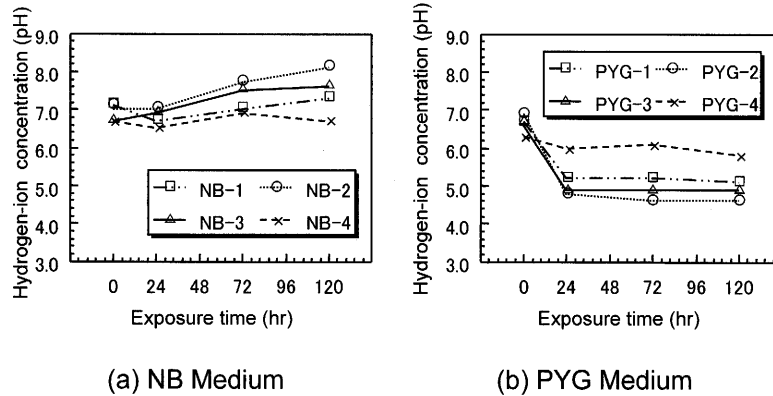 Hydrogen-ion concentration (pH)
9.0
8.0
7.0
6.0
5.0
4.0
3.0
NB-1 NB-2
NB-3 NB-4
0 24 48 72 96 120
Exposure time (hr)
(a) NB Medium
Hydrogen-ion concentration (pH)
9.0
8.0
7.0
6.0
5.0
4.0
3.0
PYG-1 PYG-2
PYG-3 PYG-4
0 24 48 72 96 120
Exposure time (hr)
(b) PYG Medium